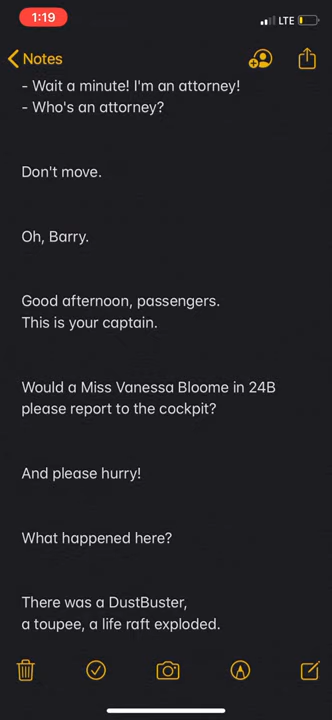 1:19
LTE
Notes
- Wait a minute! I'm an attorney!
- Who's an attorney?
Don't move.
Oh, Barry.
Good afternoon, passengers.
This is your captain.
Would a Miss Vanessa Bloome in 24B
please report to the cockpit?
And please hurry!
What happened here?
There was a DustBuster,
a toupee, a life raft exploded.